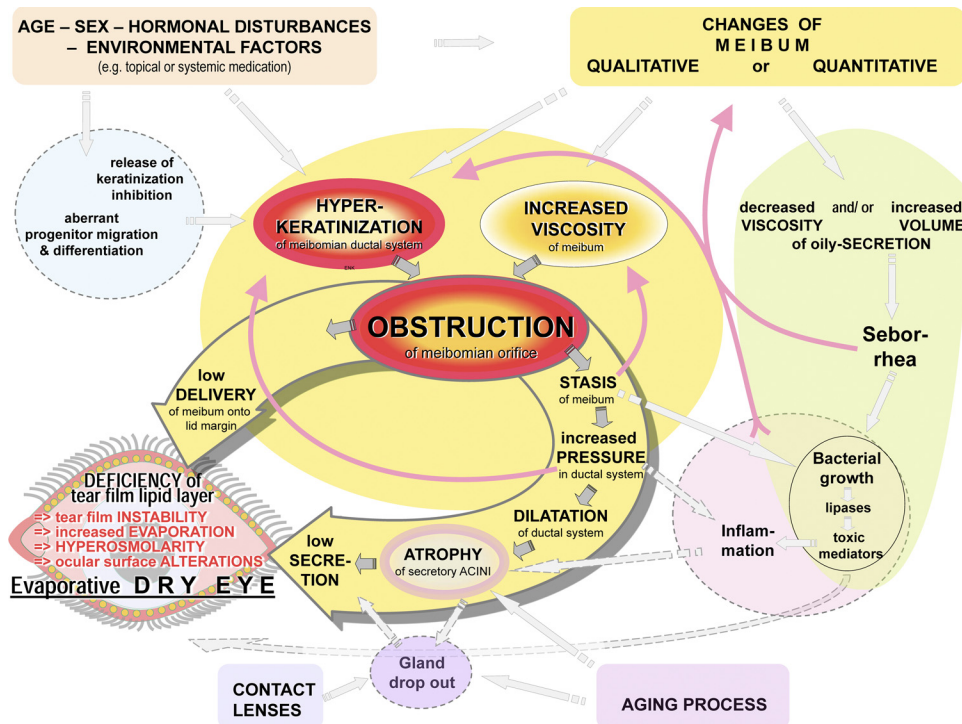 AGE – SEX – HORMONAL DISTURBANCES
– ENVIRONMENTAL FACTORS
(e.g. topical or systemic medication)
CHANGES OF
MEIBUM
QUALITATIVE or QUANTITATIVE
release of
keratinization
inhibition
aberrant
progenitor migration
& differentiation
HYPER-
KERATINIZATION
of meibomian ductal system
INCREASED
VISCOSITY
of meibum
decreased and/ or increased
VISCOSITY VOLUME
of oily-SECRETION
OBSTRUCTION
of meibomian orifice
Sebor-
rhea
low
DELIVERY
of meibum onto
lid margin
STASIS
of meibum
increased
PRESSURE
in ductal system
DILATATION
of ductal system
Bacterial
growth
lipases
toxic
mediators
Inflam-
mation
DEFICIENCY of
tear film lipid layer
=> tear film INSTABILITY
=> increased EVAPORATION
=> HYPEROSMOLARITY
=> ocular surface ALTERATIONS
Evaporative DRY EYE
low
SECRE-
TION
ATROPHY
of secretory ACINI
Gland
drop out
CONTACT
LENSES
AGING PROCESS